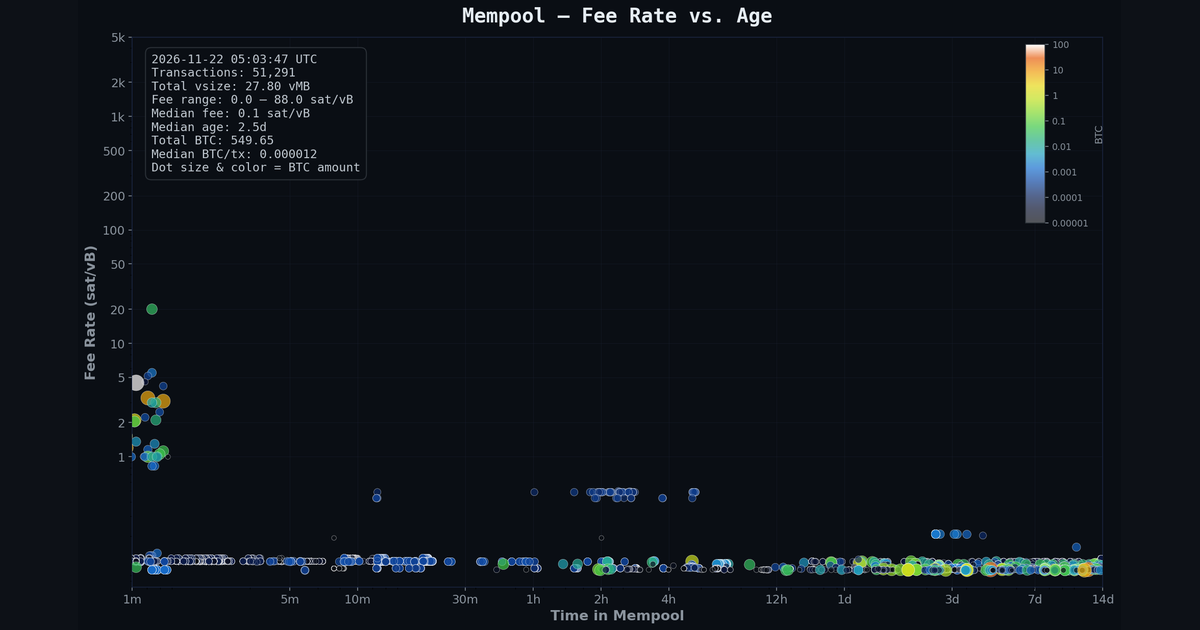 Mempool — Fee Rate vs. Age
2026-11-22 05:03:47 UTC
Transactions: 51,291
Total vsize: 27.80 vMB
Fee range: 0.0 — 88.0 sat/vB
Median fee: 0.1 sat/vB
Median age: 2.5d
Total BTC: 549.65
Median BTC/tx: 0.000012
Dot size & color = BTC amount
100
10
1
0.1
0.01
0.001
0.0001
0.00001
BTC
Fee Rate (sat/vB)
5k
2k
1k
500
200
100
50
20
10
5
2
1
1m 5m 10m 30m 1h 2h 4h 12h 1d 3d 7d 14d
Time in Mempool